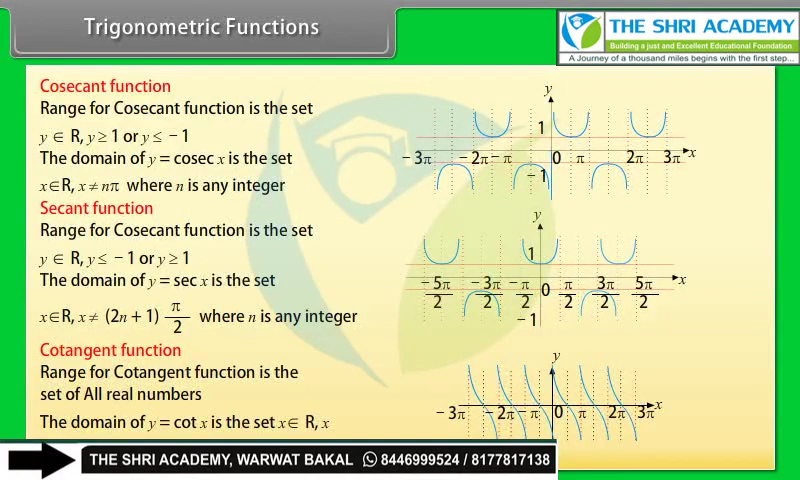 Trigonometric Functions
THE SHRI ACADEMY
Building a just and Excellent Educational Foundation
A Journey of a thousand miles begins with the first step...
Cosecant function
Range for Cosecant function is the set
y ∈ R, y ≥ 1 or y ≤ − 1
The domain of y = cosec x is the set
x∈R, x ≠ nπ where n is any integer
Secant function
Range for Cosecant function is the set
y ∈ R, y ≤ − 1 or y ≥ 1
The domain of y = sec x is the set
x∈R, x ≠ (2n + 1) π/2 where n is any integer
Cotangent function
Range for Cotangent function is the
set of All real numbers
The domain of y = cot x is the set x∈ R, x
y
1
− 3π − 2π − π 0 π 2π 3π x
− 1
y
1
− 5π/2 − 3π/2 − π/2 0 π/2 3π/2 5π/2 x
− 1
y
− 3π − 2π − π 0 π 2π 3π x
THE SHRI ACADEMY, WARWAT BAKAL 8446999524 / 8177817138